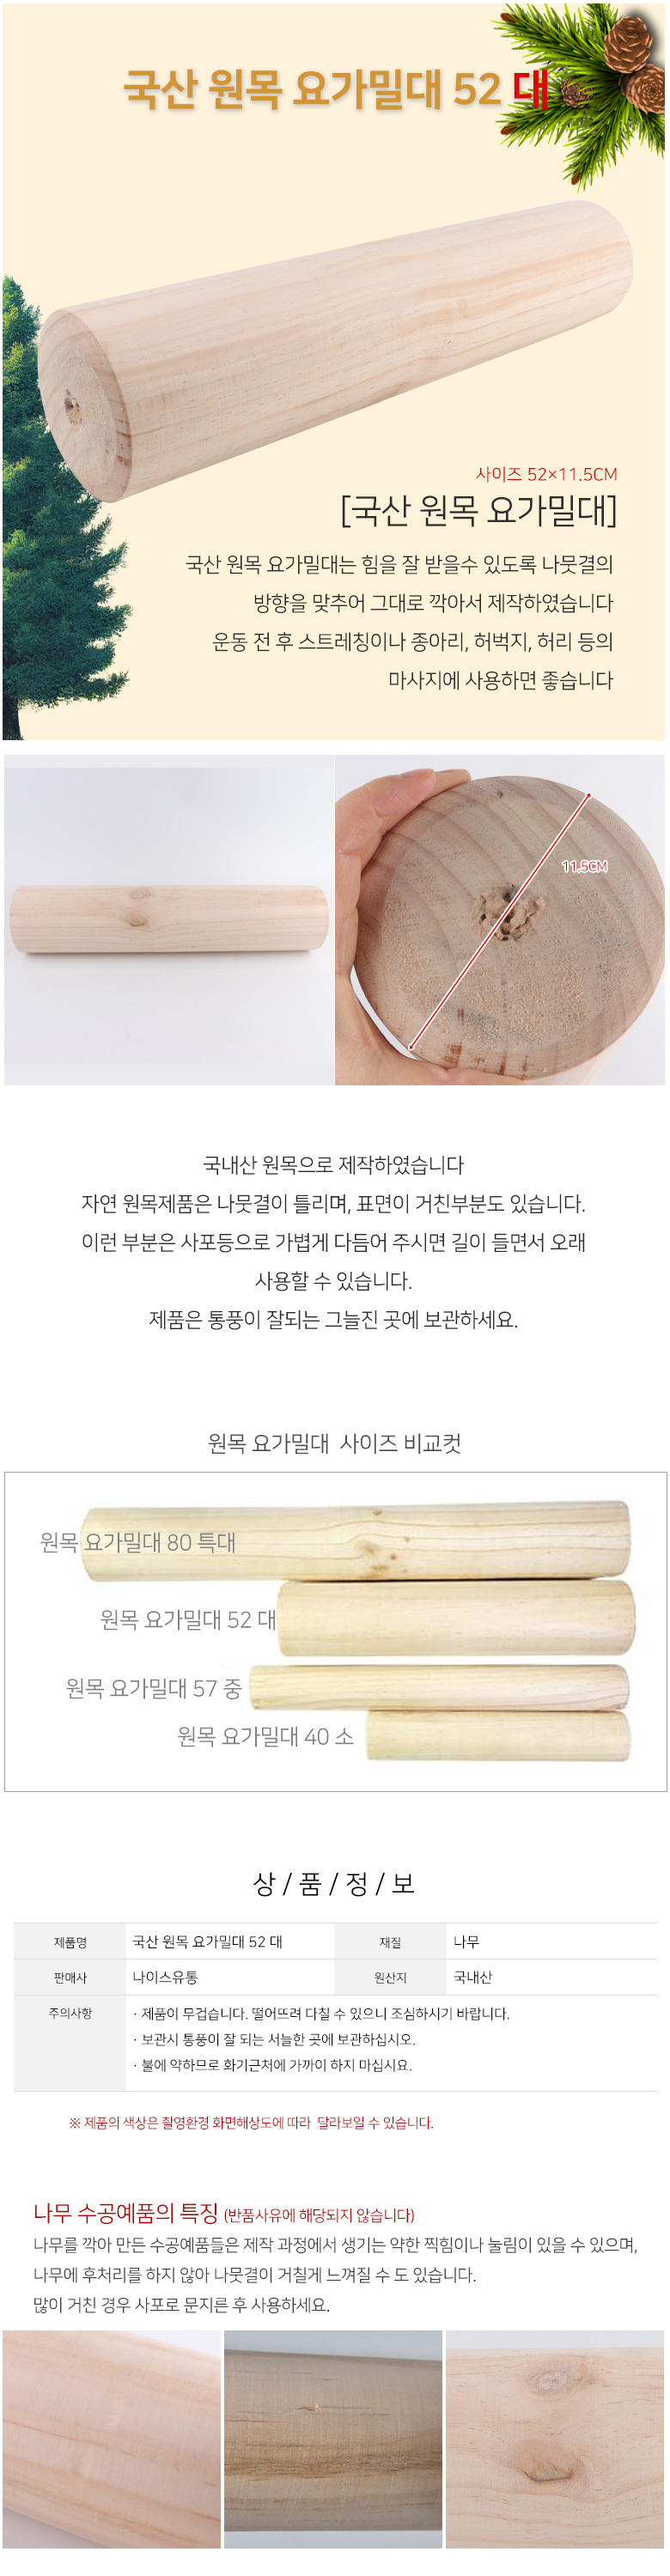 국산 원목 요가밀대 52 대
사이즈 52×11.5CM
[국산 원목 요가밀대]
국산 원목 요가밀대는 힘을 잘 받을수 있도록 나뭇결의
방향을 맞추어 그대로 깍아서 제작하였습니다
운동 전 후 스트레칭이나 종아리, 허벅지, 허리 등의
마사지에 사용하면 좋습니다
11.5CM
국내산 원목으로 제작하였습니다
자연 원목제품은 나뭇결이 틀리며, 표면이 거친부분도 있습니다.
이런 부분은 사포등으로 가볍게 다듬어 주시면 길이 들면서 오래
사용할 수 있습니다.
제품은 통풍이 잘되는 그늘진 곳에 보관하세요.
원목 요가밀대 사이즈 비교컷
원목 요가밀대 80 특대
원목 요가밀대 52 대
원목 요가밀대 57 중
원목 요가밀대 40 소
상 / 품 / 정 / 보
제품명 국산 원목 요가밀대 52 대 재질 나무
판매사 나이스유통 원산지 국내산
주의사항 · 제품이 무겁습니다. 떨어뜨려 다칠 수 있으니 조심하시기 바랍니다.
· 보관시 통풍이 잘 되는 서늘한 곳에 보관하십시오.
· 불에 약하므로 화기근처에 가까이 하지 마십시요.
※ 제품의 색상은 촬영환경 화면해상도에 따라 달라보일 수 있습니다.
나무 수공예품의 특징 (반품사유에 해당되지 않습니다)
나무를 깍아 만든 수공예품들은 제작 과정에서 생기는 약한 찍힘이나 눌림이 있을 수 있으며,
나무에 후처리를 하지 않아 나뭇결이 거칠게 느껴질 수 도 있습니다.
많이 거친 경우 사포로 문지른 후 사용하세요.